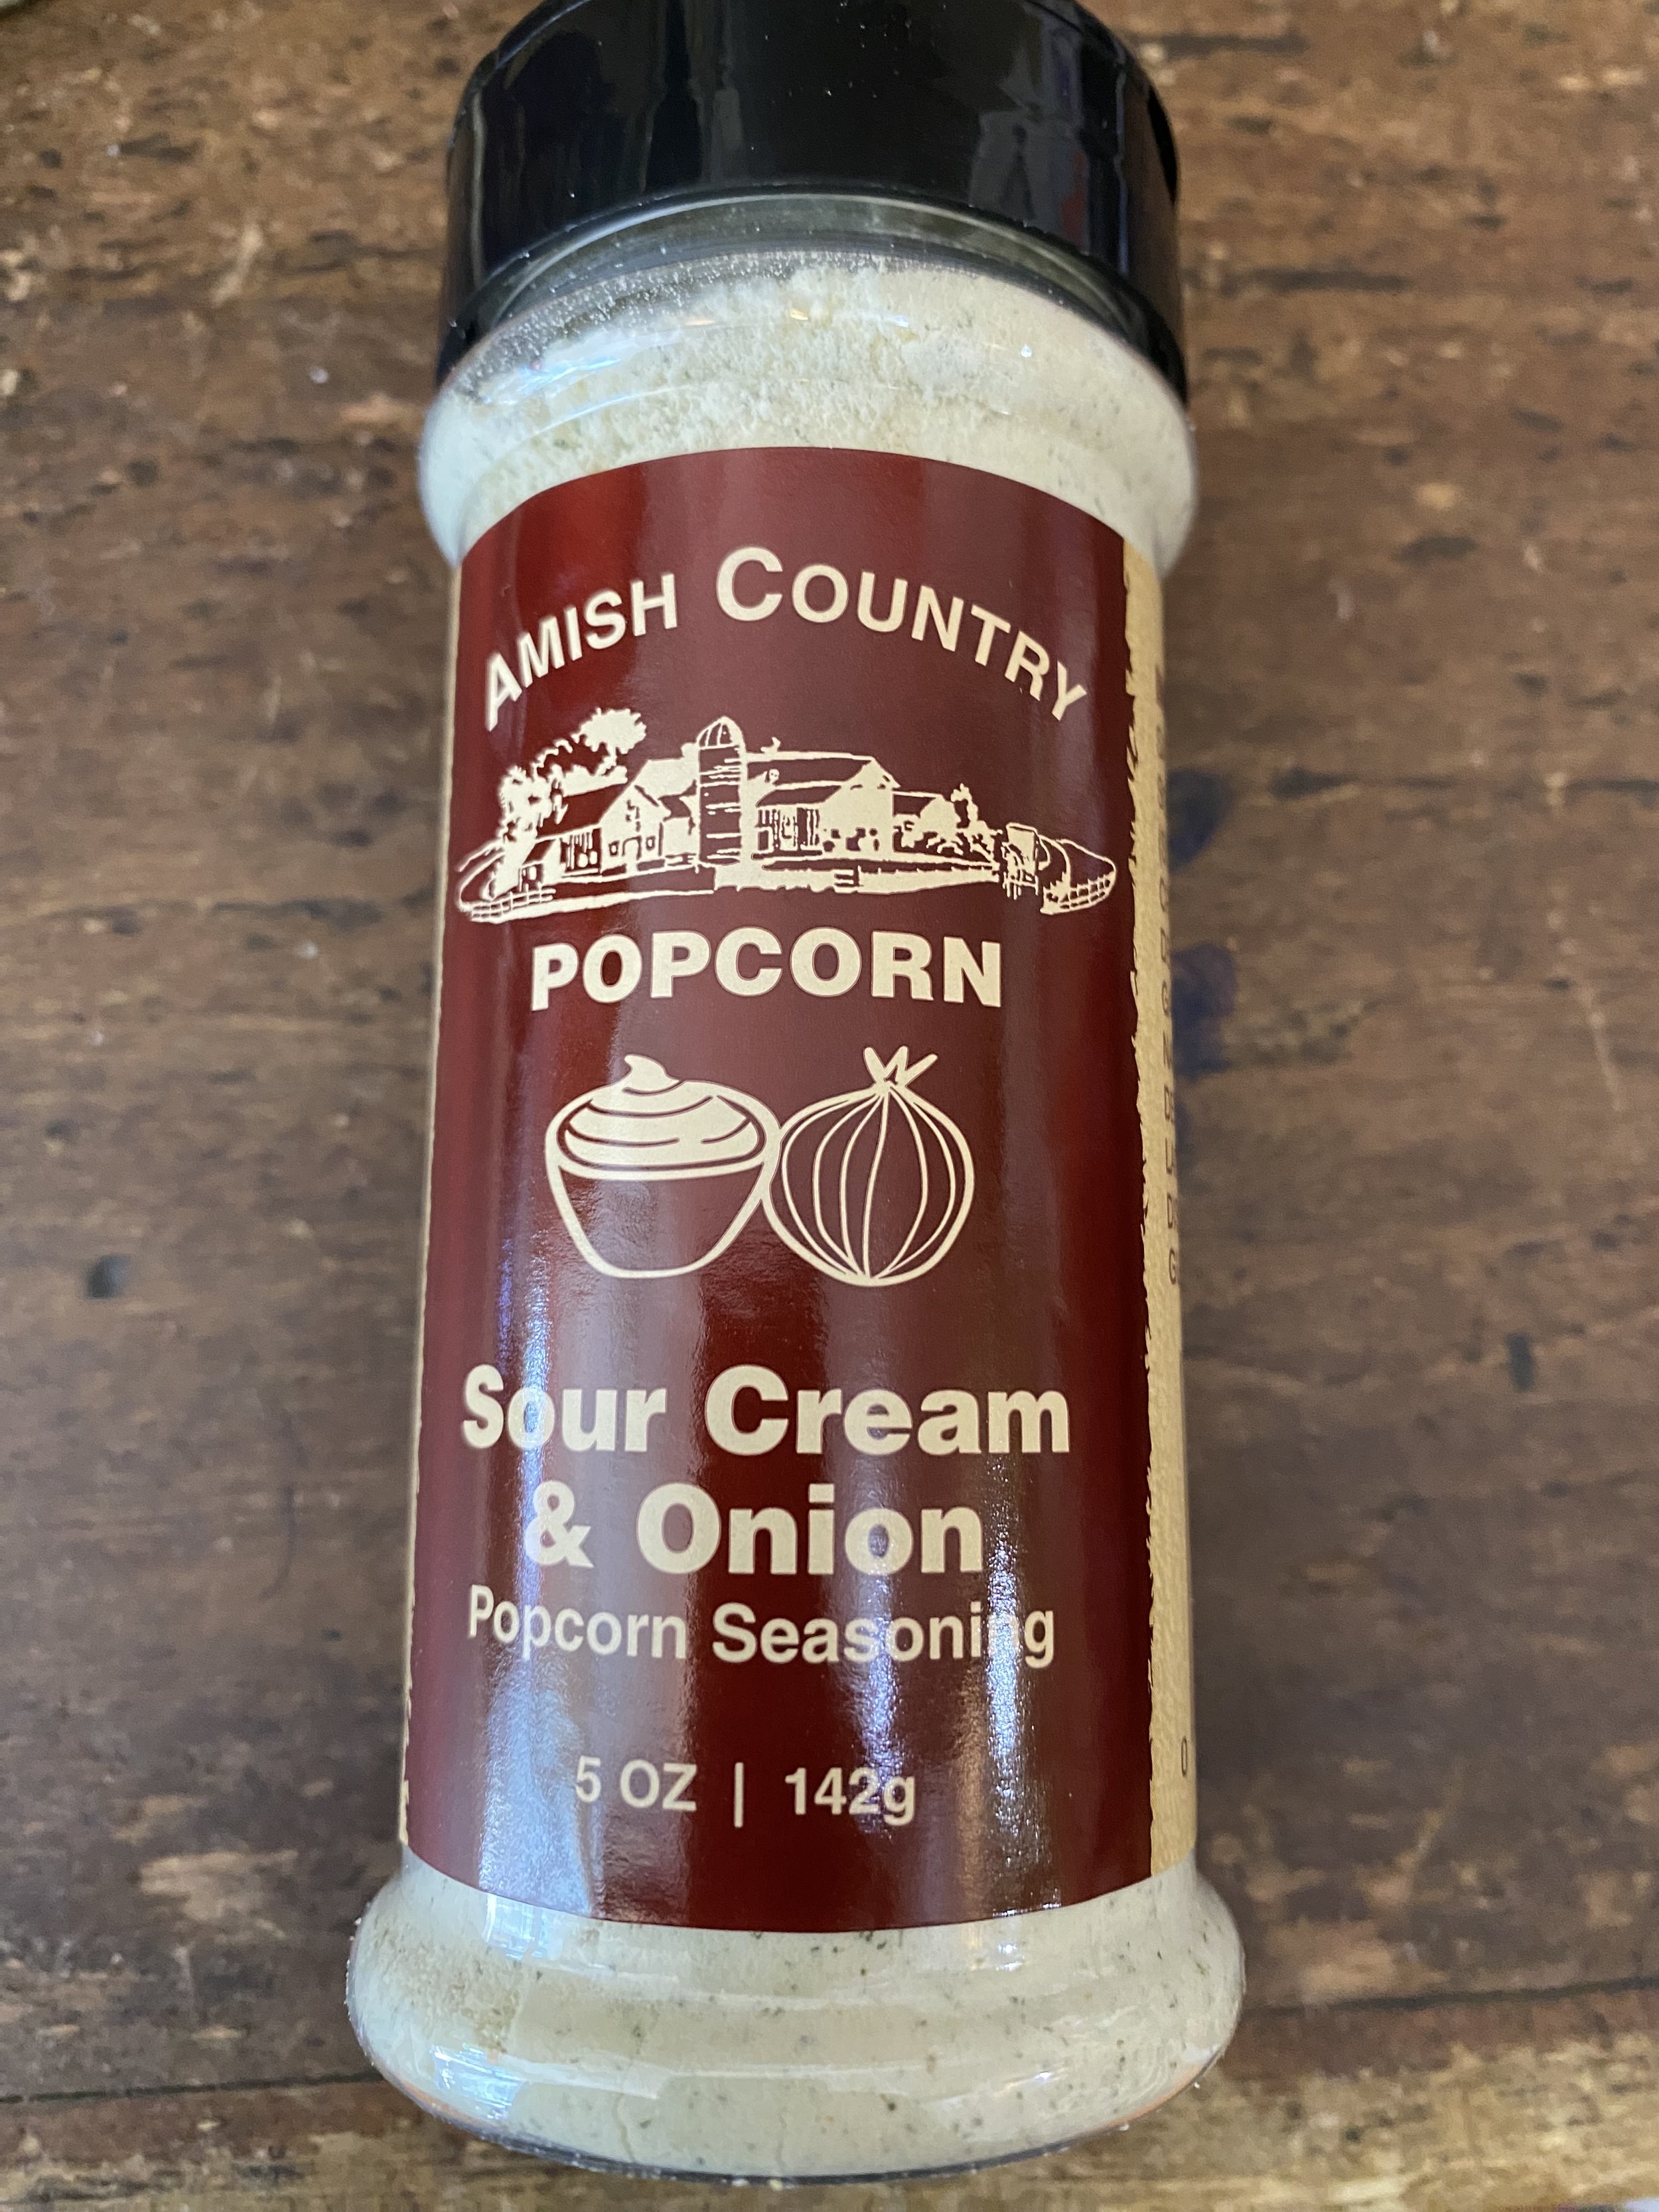 AMISH COUNTRY
POPCORN
Sour Cream
& Onion
Popcorn Seasoning
5 OZ | 142g